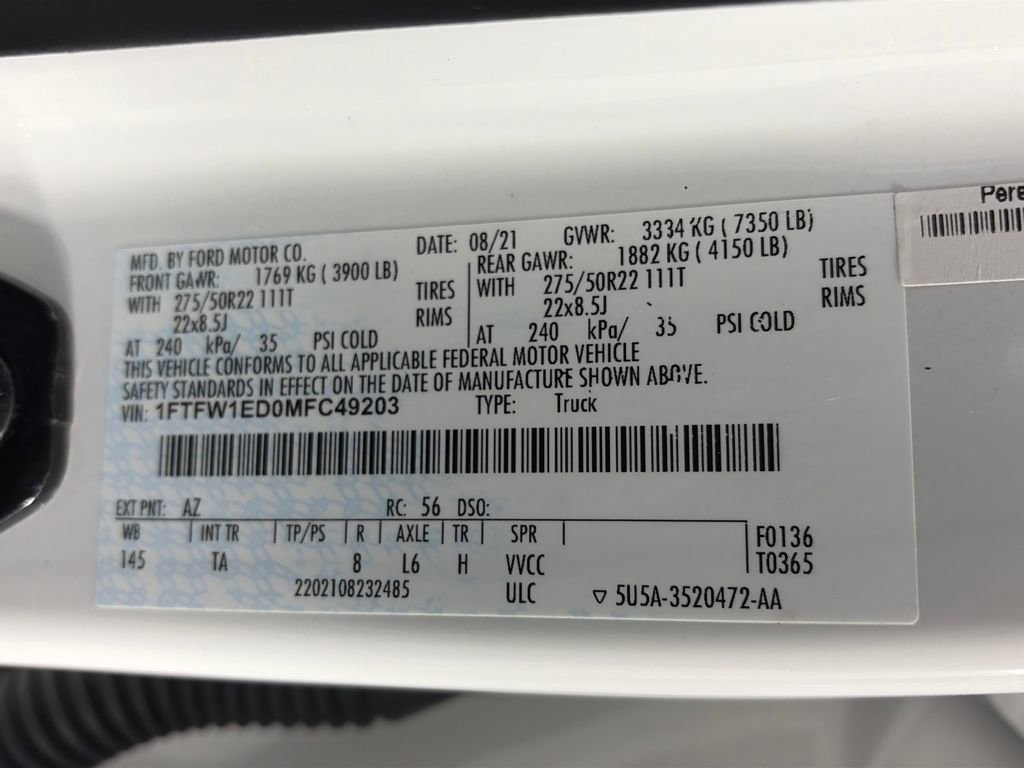 Pere
MFD. BY FORD MOTOR CO. DATE: 08/21 GVWR: 3334 KG ( 7350 LB)
FRONT GAWR: 1769 KG ( 3900 LB) REAR GAWR: 1882 KG ( 4150 LB)
WITH 275/50R22 111T TIRES WITH 275/50R22 111T TIRES
22x8.5J RIMS 22x8.5J RIMS
AT 240 kPa/ 35 PSI COLD AT 240 kPa/ 35 PSI COLD
THIS VEHICLE CONFORMS TO ALL APPLICABLE FEDERAL MOTOR VEHICLE
SAFETY STANDARDS IN EFFECT ON THE DATE OF MANUFACTURE SHOWN ABOVE.
VIN: 1FTFW1ED0MFC49203 TYPE: Truck
EXT PNT: AZ RC: 56 DSO:
WB INT TR TP/PS R AXLE TR SPR F0136
145 TA 8 L6 H VVCC T0365
2202108232485 ULC ▽ 5U5A-3520472-AA